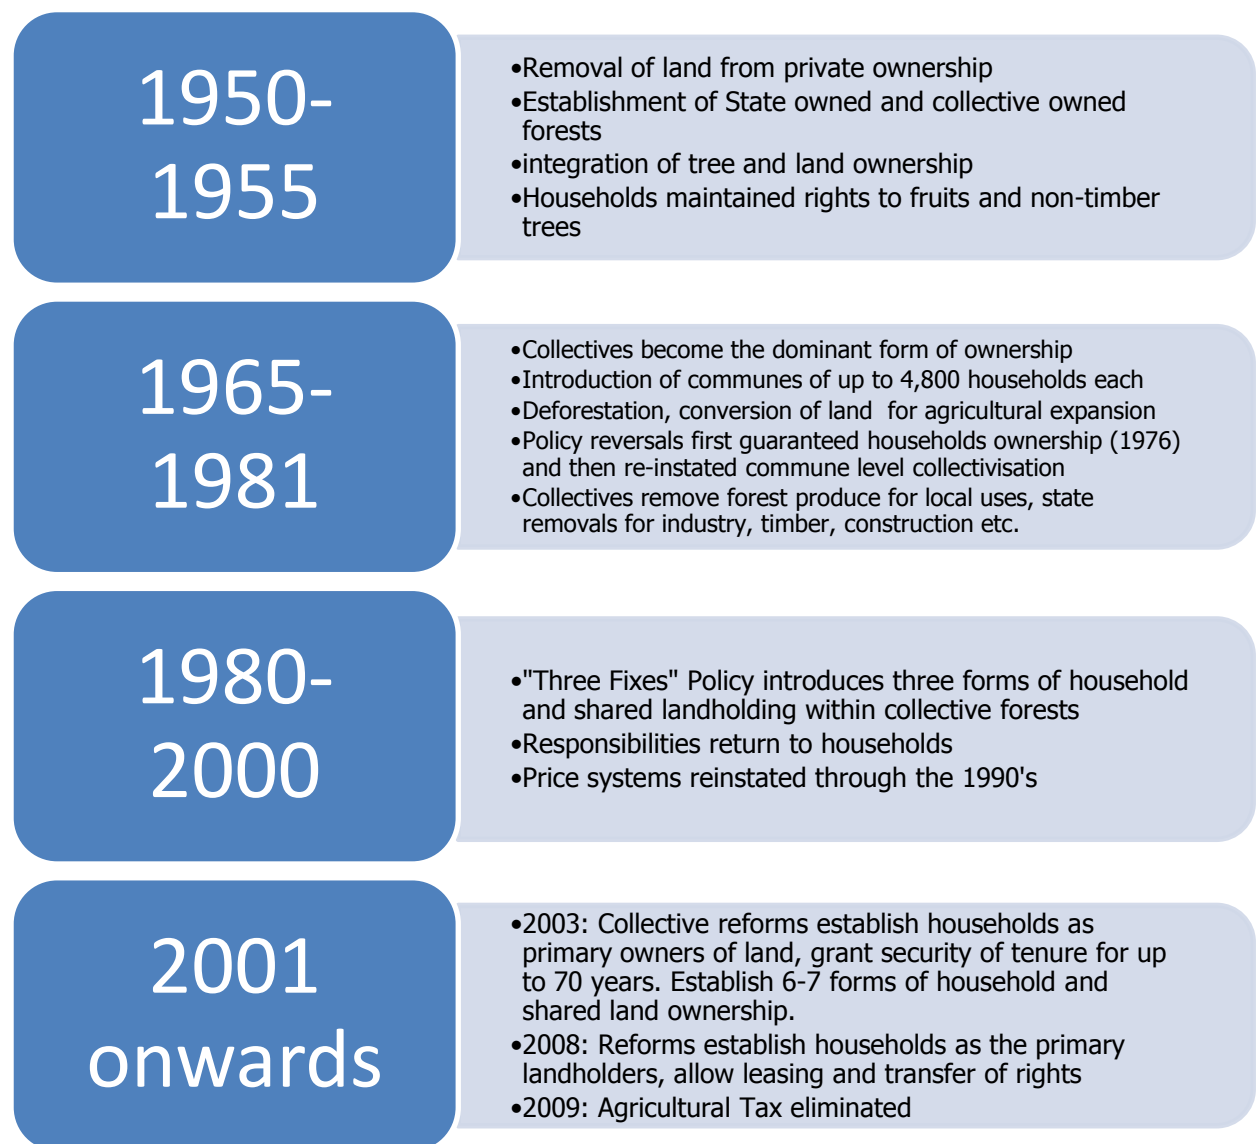 1950-
1955
•Removal of land from private ownership
•Establishment of State owned and collective owned
forests
•integration of tree and land ownership
•Households maintained rights to fruits and non-timber
trees
1965-
1981
•Collectives become the dominant form of ownership
•Introduction of communes of up to 4,800 households each
•Deforestation, conversion of land  for agricultural expansion
•Policy reversals first guaranteed households ownership (1976)
and then re-instated commune level collectivisation
•Collectives remove forest produce for local uses, state
removals for industry, timber, construction etc.
1980-
2000
•"Three Fixes" Policy introduces three forms of household
and shared landholding within collective forests
•Responsibilities return to households
•Price systems reinstated through the 1990's
2001
onwards
•2003: Collective reforms establish households as
primary owners of land, grant security of tenure for up
to 70 years. Establish 6-7 forms of household and
shared land ownership.
•2008: Reforms establish households as the primary
landholders, allow leasing and transfer of rights
•2009: Agricultural Tax eliminated